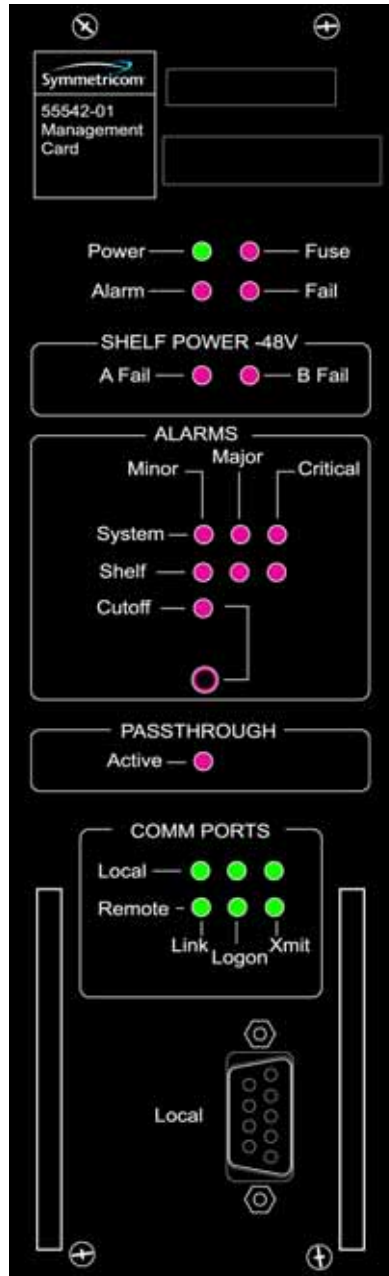 Symmetricom
55542-01
Management
Card
Power
Fuse
Alarm
Fail
SHELF POWER -48V
A Fail
B Fail
ALARMS
Minor
Major
Critical
System
Shelf
Cutoff
PASSTHROUGH
Active
COMM PORTS
Local
Remote
Link
Logon
Xmit
Local